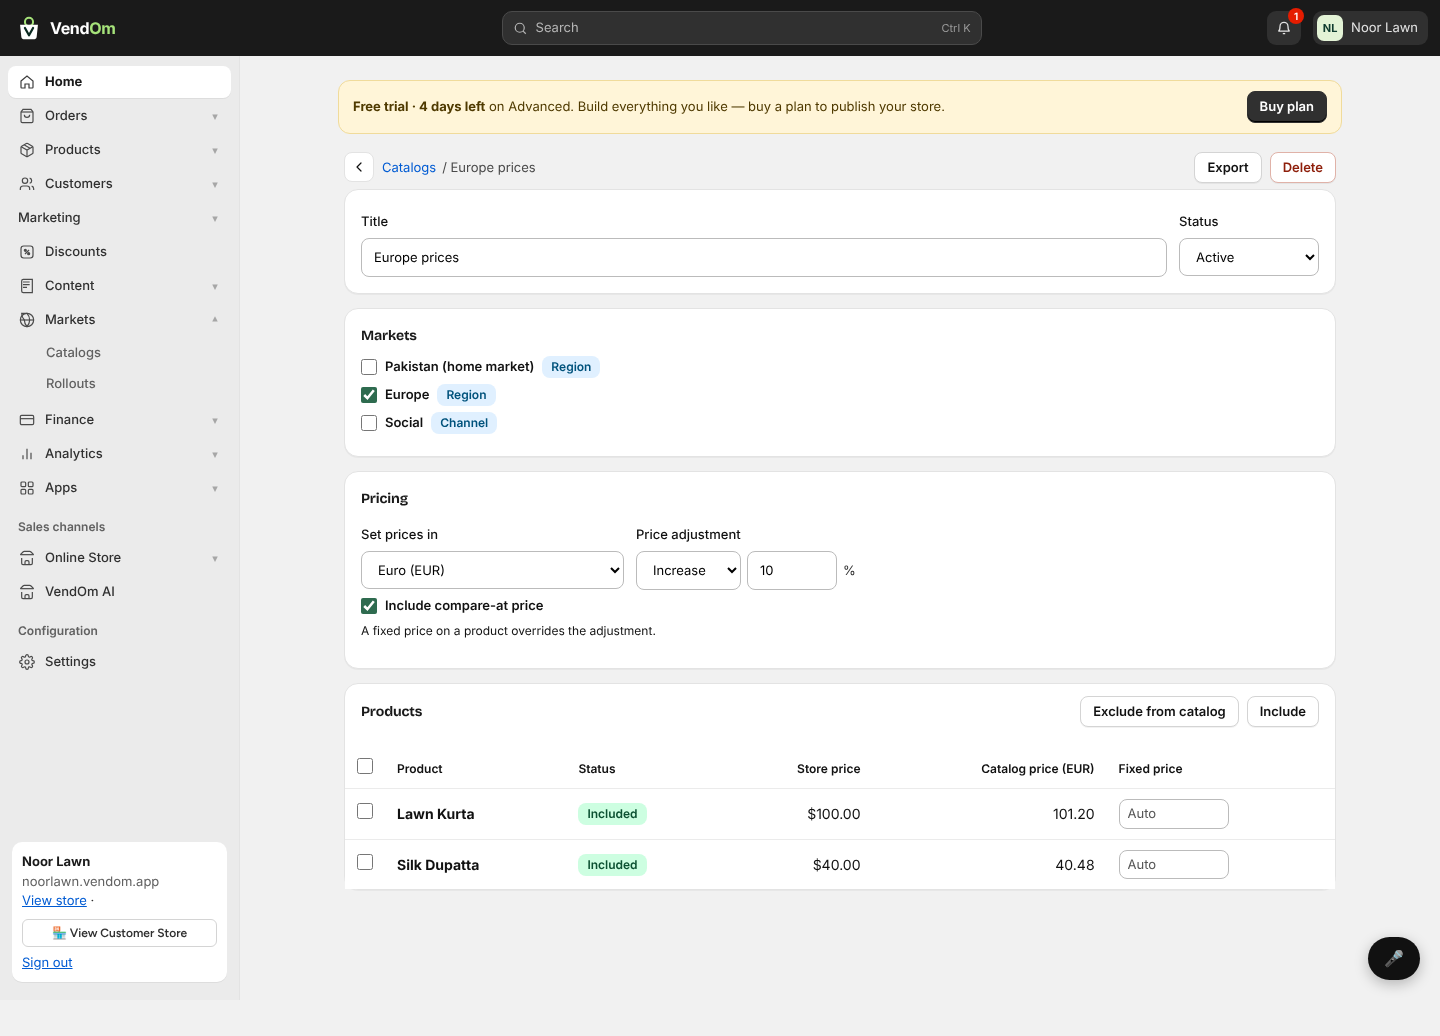 VendOm
Search
Ctrl K
1
NL
Noor Lawn
Home
Orders
Products
Customers
Marketing
Discounts
Content
Markets
Catalogs
Rollouts
Finance
Analytics
Apps
Sales channels
Online Store
VendOm AI
Configuration
Settings
Noor Lawn
noorlawn.vendom.app
View store ·
View Customer Store
Sign out
Free trial · 4 days left on Advanced. Build everything you like — buy a plan to publish your store.
Buy plan
Catalogs / Europe prices
Export
Delete
Title
Status
Europe prices
Active
Markets
Pakistan (home market) Region
Europe Region
Social Channel
Pricing
Set prices in
Price adjustment
Euro (EUR)
Increase
10
%
Include compare-at price
A fixed price on a product overrides the adjustment.
Products
Exclude from catalog
Include
Product Status Store price Catalog price (EUR) Fixed price
Lawn Kurta Included $100.00 101.20 Auto
Silk Dupatta Included $40.00 40.48 Auto